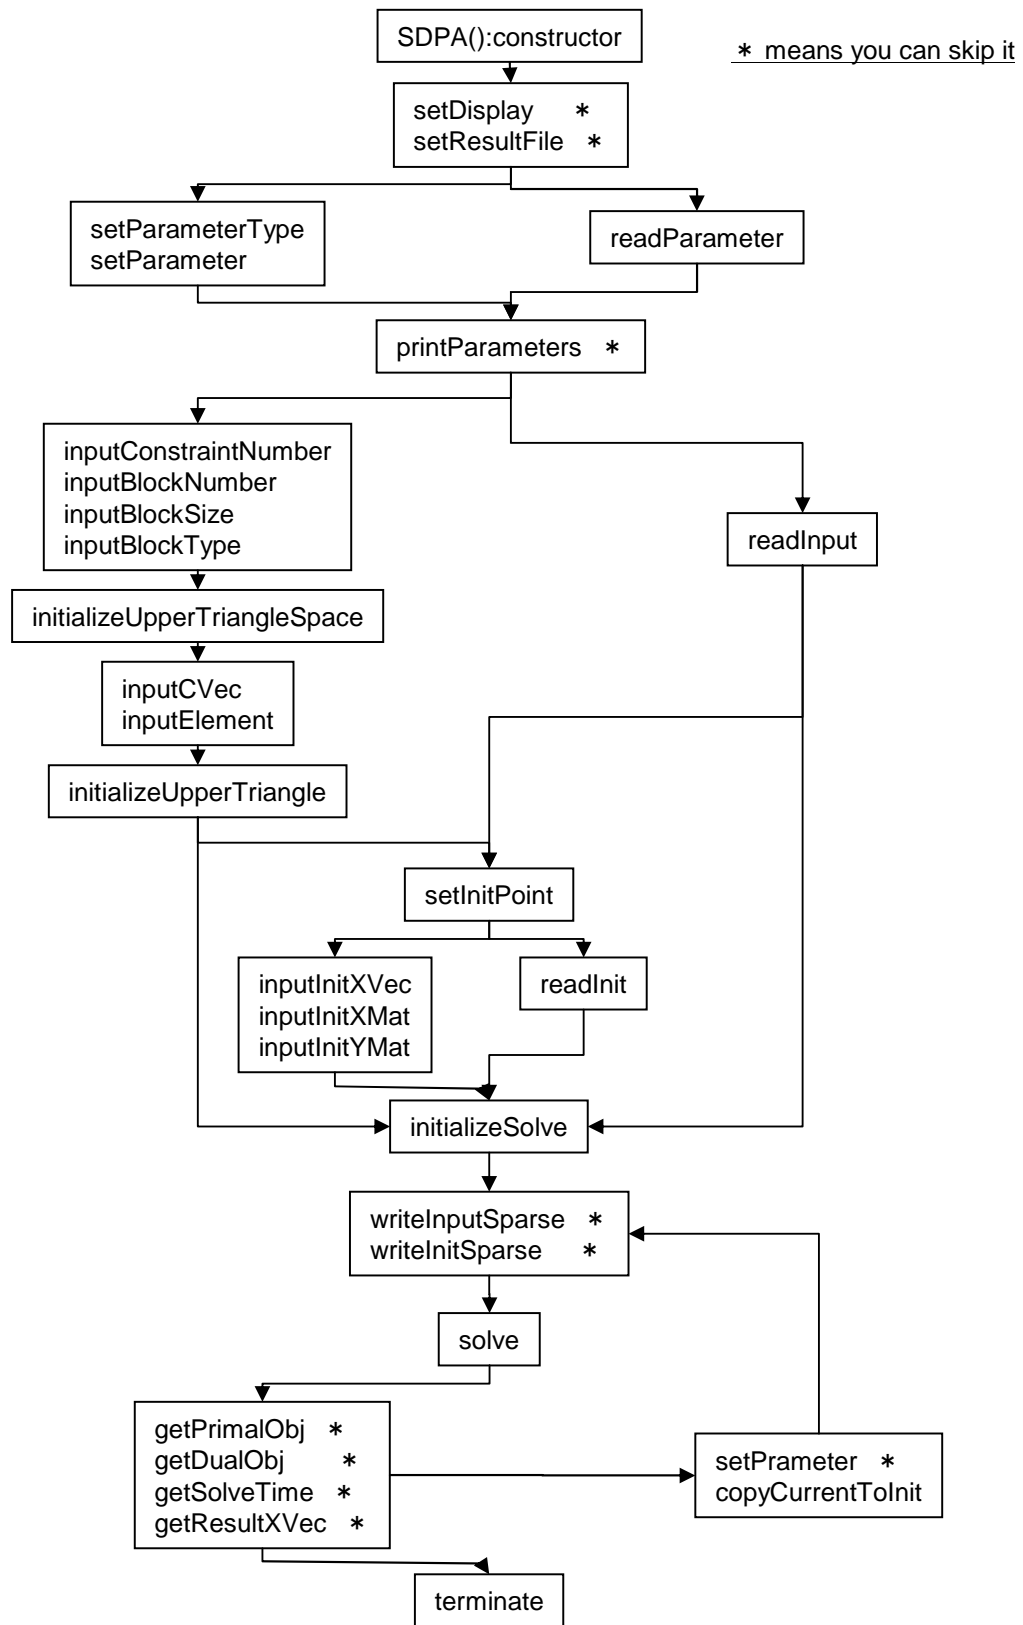 SDPA():constructor
* means you can skip it
setDisplay *
setResultFile *
setParameterType
setParameter
readParameter
printParameters *
inputConstraintNumber
inputBlockNumber
inputBlockSize
inputBlockType
readInput
initializeUpperTriangleSpace
inputCVec
inputElement
initializeUpperTriangle
setInitPoint
inputInitXVec
inputInitXMat
inputInitYMat
readInit
initializeSolve
writeInputSparse *
writeInitSparse *
solve
getPrimalObj *
getDualObj *
getSolveTime *
getResultXVec *
setPrameter *
copyCurrentToInit
terminate